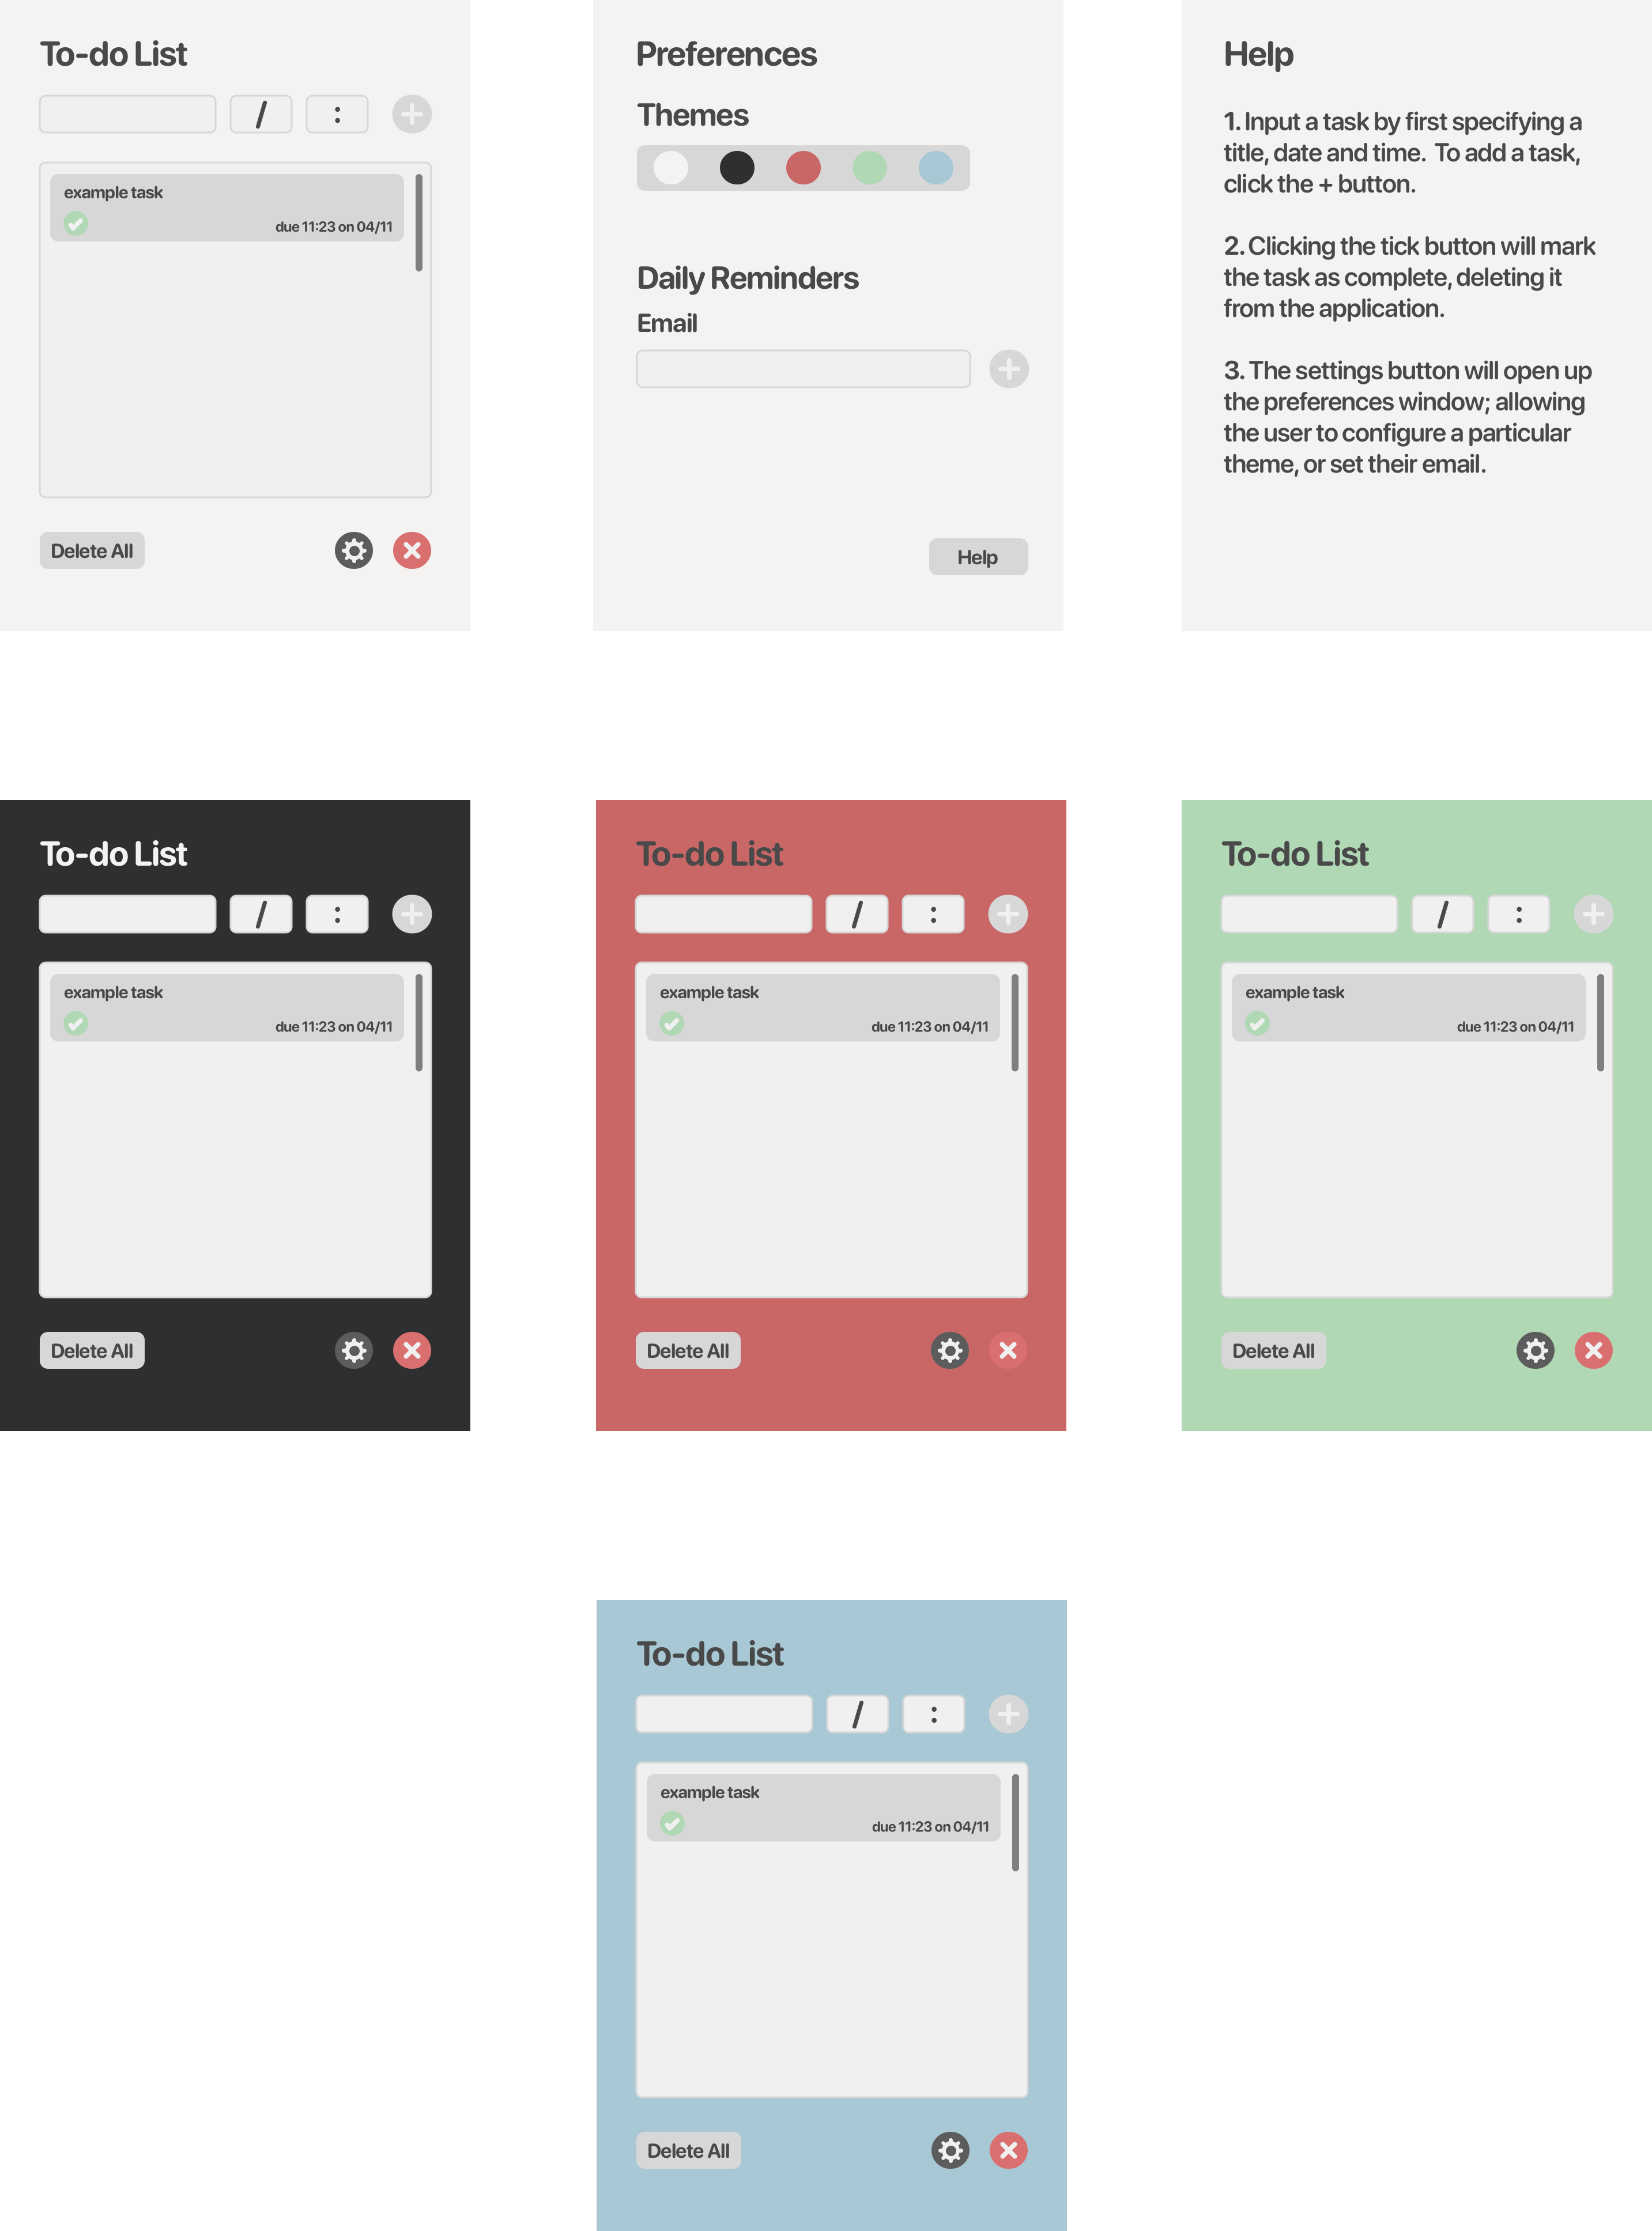 To-do List
/ :
example task
due 11:23 on 04/11
Delete All
Preferences
Themes
Daily Reminders
Email
Help
Help
1. Input a task by first specifying a
title, date and time.  To add a task,
click the + button.
2. Clicking the tick button will mark
the task as complete, deleting it
from the application.
3. The settings button will open up
the preferences window; allowing
the user to configure a particular
theme, or set their email.
To-do List
/ :
example task
due 11:23 on 04/11
Delete All
To-do List
/ :
example task
due 11:23 on 04/11
Delete All
To-do List
/ :
example task
due 11:23 on 04/11
Delete All
To-do List
/ :
example task
due 11:23 on 04/11
Delete All